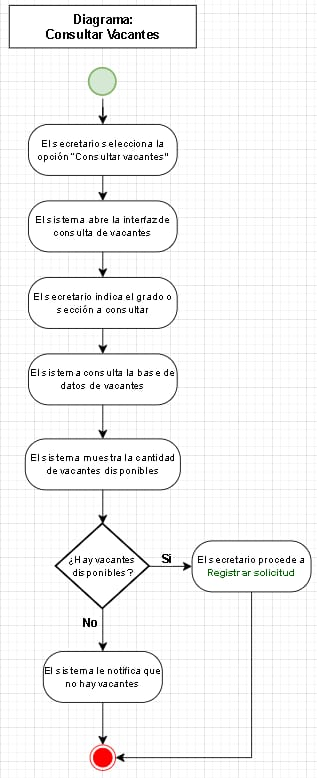 Diagrama:
Consultar Vacantes
El secretario selecciona la
opción "Consultar vacantes"
El sistema abre la interfaz de
consulta de vacantes
El secretario indica el grado o
sección a consultar
El sistema consulta la base de
datos de vacantes
El sistema muestra la cantidad
de vacantes disponibles
¿Hay vacantes
disponibles?
Si
El secretario procede a
Registrar solicitud
No
El sistema le notifica que
no hay vacantes